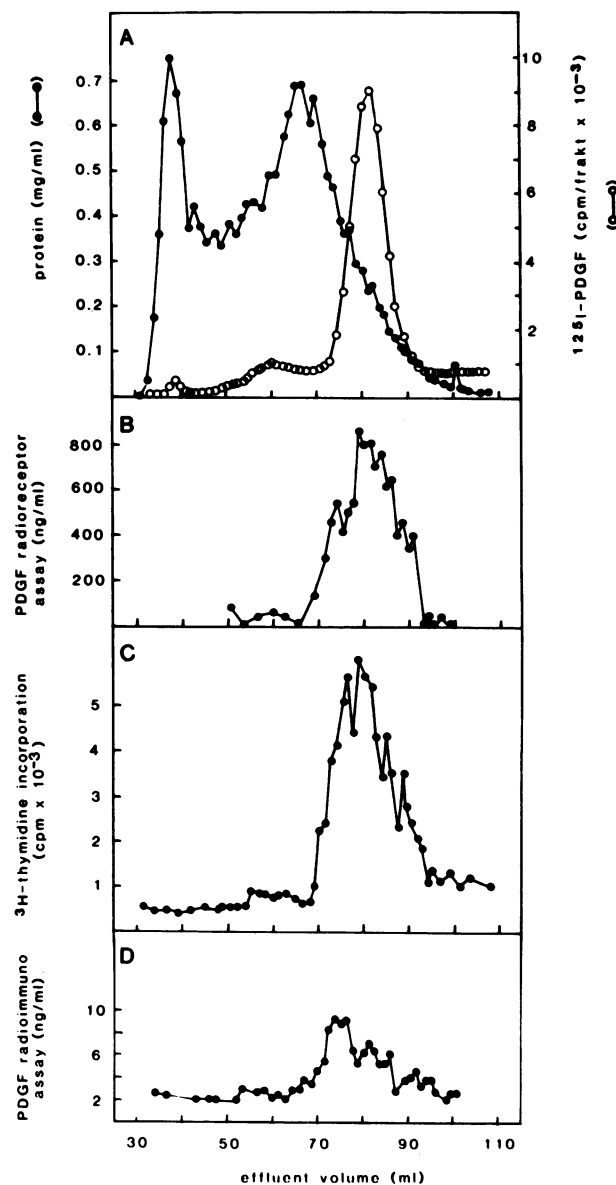 A
protein (mg/ml) (●—●)
0.7
0.6
0.5
0.4
0.3
0.2
0.1
10
8
6
4
2
125I-PDGF (cpm/frakt x 10⁻³)
(○—○)
B
PDGF radioreceptor
assay (ng/ml)
800
600
400
200
C
³H-thymidine incorporation
(cpm x 10⁻³)
5
4
3
2
1
D
PDGF radioimmuno
assay (ng/ml)
10
6
2
30
50
70
90
110
effluent volume (ml)